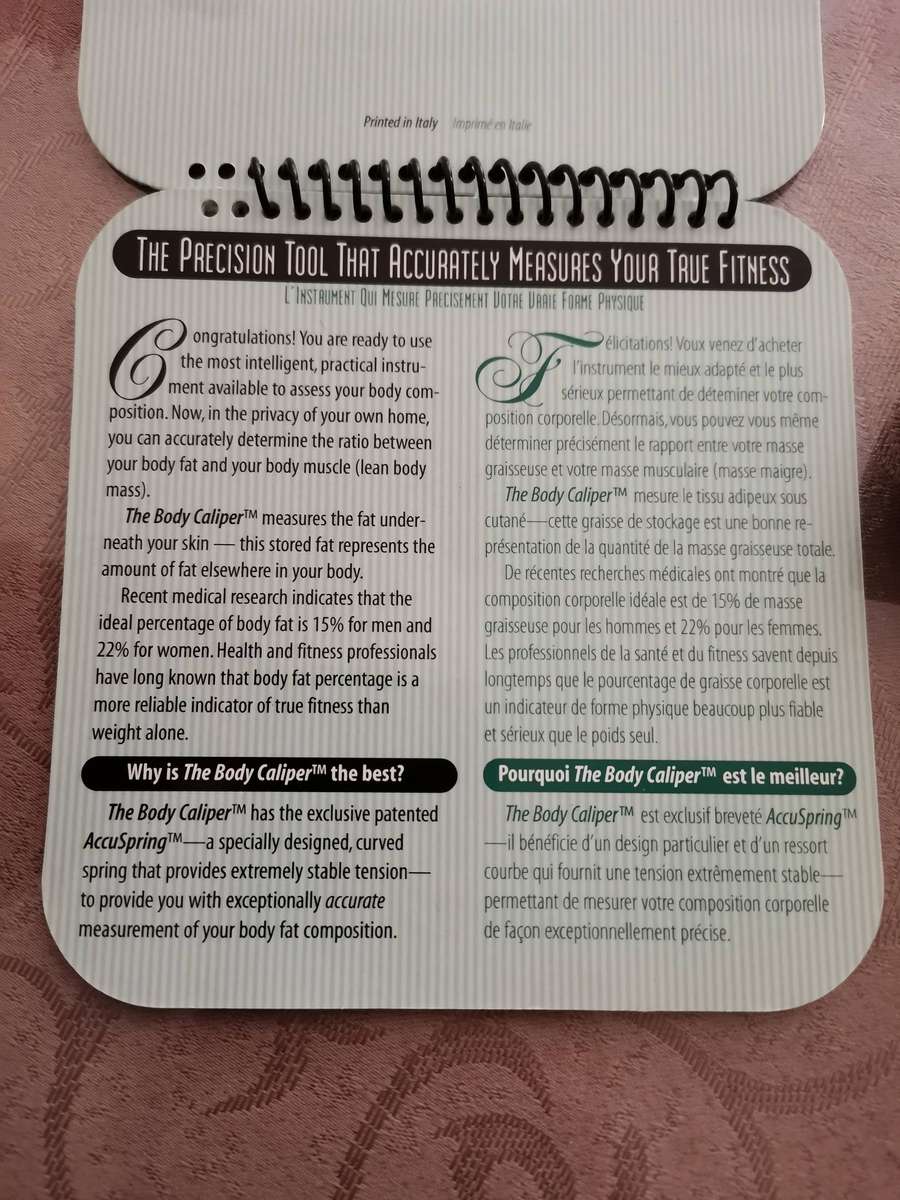 Printed in Italy Imprimé en Italie
THE PRECISION TOOL THAT ACCURATELY MEASURES YOUR TRUE FITNESS
L'INSTRUMENT QUI MESURE PRECISEMENT VOTRE VRAIE FORME PHYSIQUE
Congratulations! You are ready to use
the most intelligent, practical instru-
ment available to assess your body com-
position. Now, in the privacy of your own home,
you can accurately determine the ratio between
your body fat and your body muscle (lean body
mass).
The Body Caliper™ measures the fat under-
neath your skin — this stored fat represents the
amount of fat elsewhere in your body.
Recent medical research indicates that the
ideal percentage of body fat is 15% for men and
22% for women. Health and fitness professionals
have long known that body fat percentage is a
more reliable indicator of true fitness than
weight alone.
Why is The Body Caliper™ the best?
The Body Caliper™ has the exclusive patented
AccuSpring™—a specially designed, curved
spring that provides extremely stable tension—
to provide you with exceptionally accurate
measurement of your body fat composition.
Félicitations! Voux venez d'acheter
l'instrument le mieux adapté et le plus
sérieux permettant de déteminer votre com-
position corporelle. Désormais, vous pouvez vous même
déterminer précisément le rapport entre votre masse
graisseuse et votre masse musculaire (masse maigre).
The Body Caliper™ mesure le tissu adipeux sous
cutané—cette graisse de stockage est une bonne re-
présentation de la quantité de la masse graisseuse totale.
De récentes recherches médicales ont montré que la
composition corporelle idéale est de 15% de masse
graisseuse pour les hommes et 22% pour les femmes.
Les professionnels de la santé et du fitness savent depuis
longtemps que le pourcentage de graisse corporelle est
un indicateur de forme physique beaucoup plus fiable
et sérieux que le poids seul.
Pourquoi The Body Caliper™ est le meilleur?
The Body Caliper™ est exclusif breveté AccuSpring™
—il bénéficie d'un design particulier et d'un ressort
courbe qui fournit une tension extrêmement stable—
permettant de mesurer votre composition corporelle
de façon exceptionnellement précise.